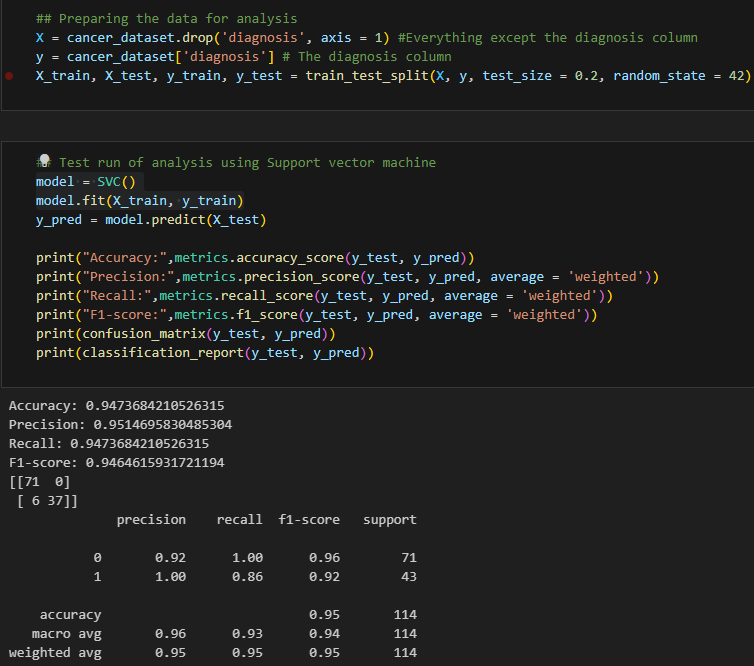 ## Preparing the data for analysis
X = cancer_dataset.drop('diagnosis', axis = 1) #Everything except the diagnosis column
y = cancer_dataset['diagnosis'] # The diagnosis column
X_train, X_test, y_train, y_test = train_test_split(X, y, test_size = 0.2, random_state = 42)
## Test run of analysis using Support vector machine
model = SVC()
model.fit(X_train, y_train)
y_pred = model.predict(X_test)
print("Accuracy:",metrics.accuracy_score(y_test, y_pred))
print("Precision:",metrics.precision_score(y_test, y_pred, average = 'weighted'))
print("Recall:",metrics.recall_score(y_test, y_pred, average = 'weighted'))
print("F1-score:",metrics.f1_score(y_test, y_pred, average = 'weighted'))
print(confusion_matrix(y_test, y_pred))
print(classification_report(y_test, y_pred))
Accuracy: 0.9473684210526315
Precision: 0.9514695830485304
Recall: 0.9473684210526315
F1-score: 0.9464615931721194
[[71  0]
 [ 6 37]]
precision recall f1-score support
0 0.92 1.00 0.96 71
1 1.00 0.86 0.92 43
accuracy 0.95 114
macro avg 0.96 0.93 0.94 114
weighted avg 0.95 0.95 0.95 114